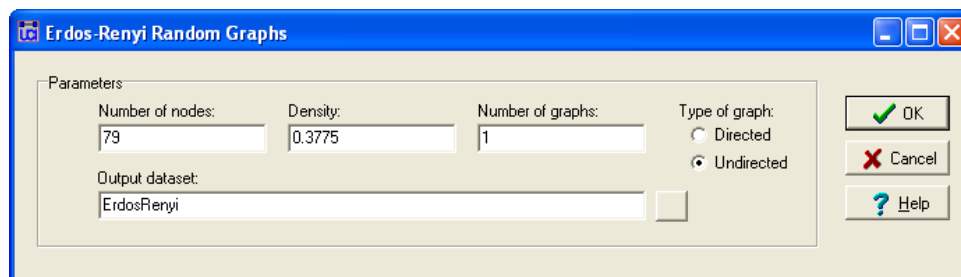 Erdos-Renyi Random Graphs
Parameters
Number of nodes: Density: Number of graphs: Type of graph:
79 0.3775 1 Directed
Undirected
Output dataset:
ErdosRenyi
OK
Cancel
Help